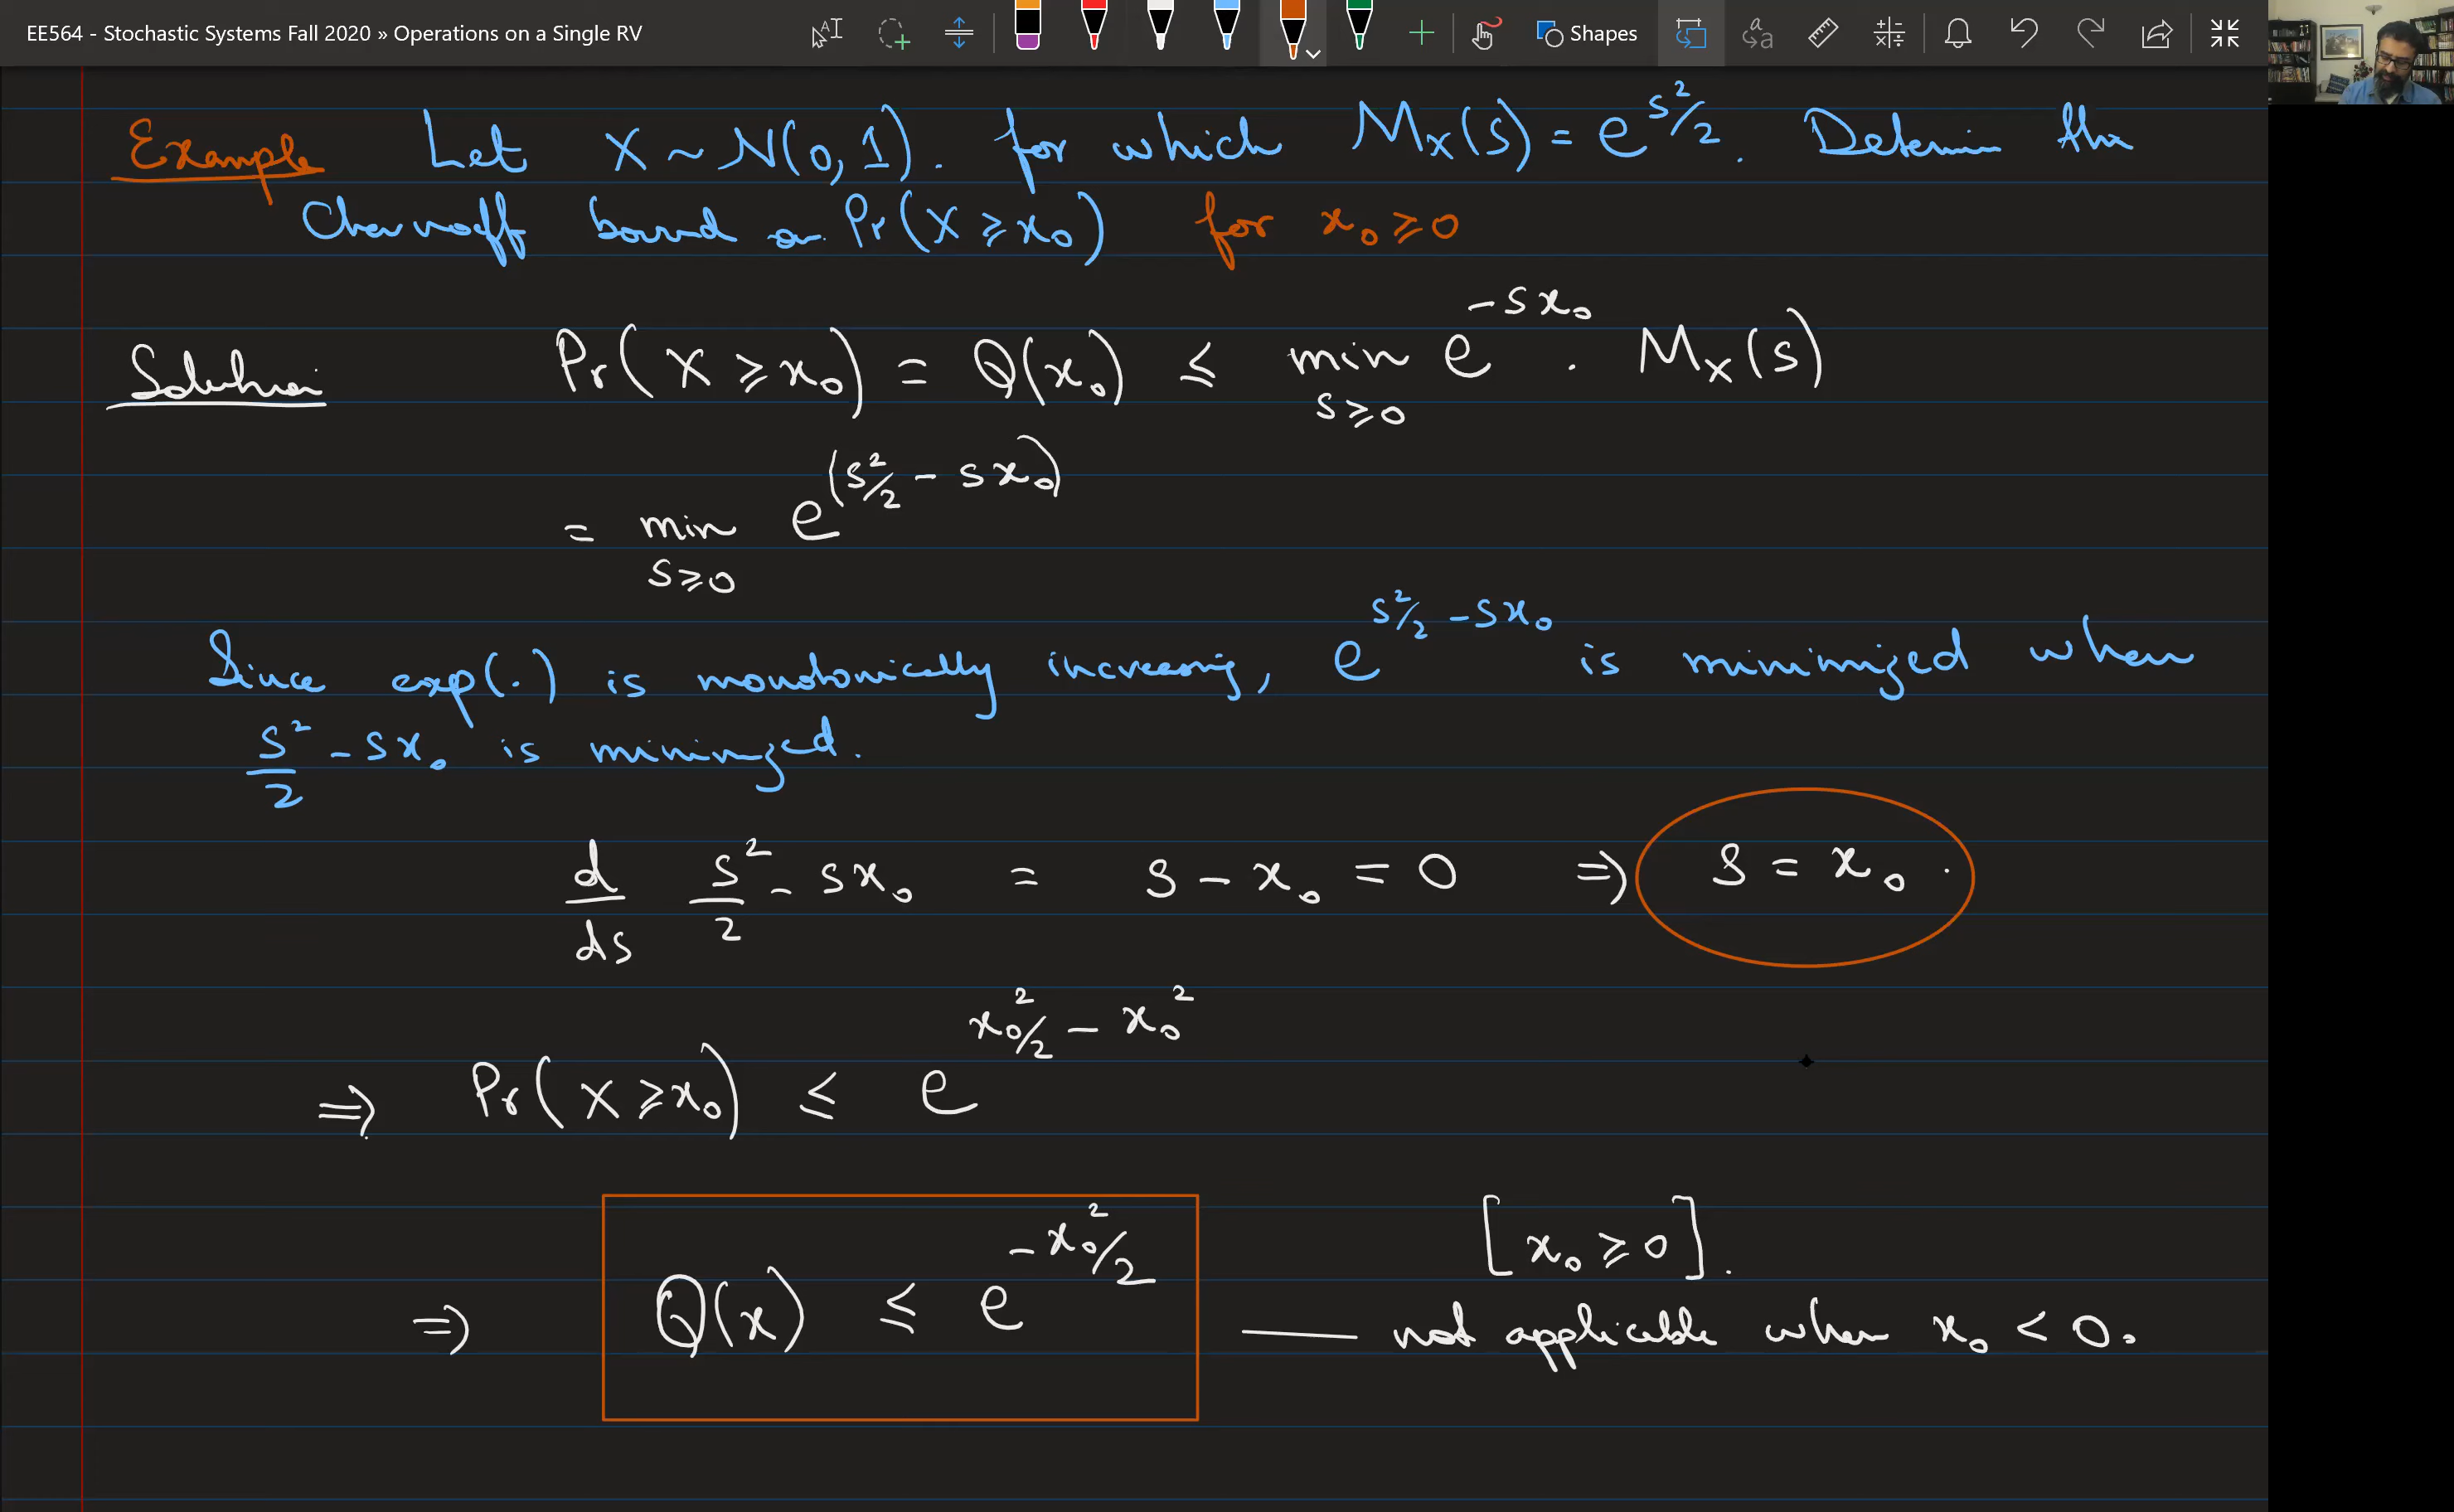 EE564 - Stochastic Systems Fall 2020 » Operations on a Single RV
Shapes
Example Let X ~ N(0,1). for which M_X(s) = e^{s²/2}. Determin the
Chernoff bound on Pr(X ≥ x₀) for x₀ ≥ 0
Solution Pr(X ≥ x₀) = Q(x₀) ≤ min_{s≥0} e^{-sx₀} . M_X(s)
= min_{s≥0} e^{(s²/2 - sx₀)}
Since exp(·) is monotonically increasing, e^{s²/2 - sx₀} is minimized when
s²/2 - sx₀ is minimized.
d/ds s²/2 - sx₀ = s - x₀ = 0 ⇒ s = x₀.
⇒ Pr(X ≥ x₀) ≤ e^{x₀²/2 - x₀²}
⇒ Q(x) ≤ e^{-x₀²/2} [x₀ ≥ 0].
— not applicable when x₀ < 0.